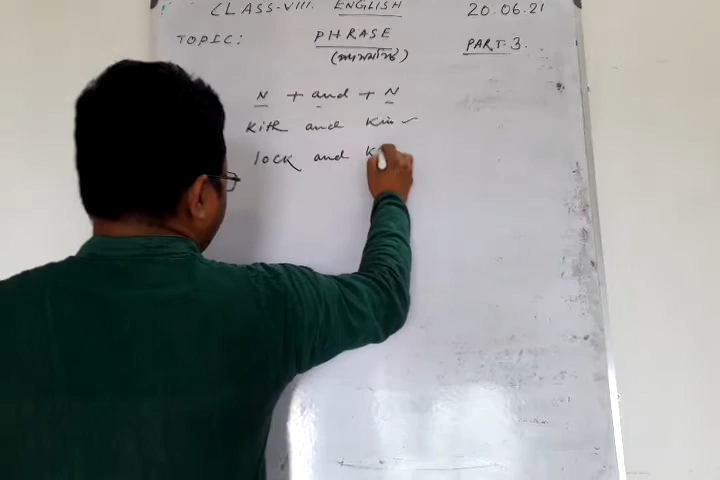 CLASS-VIII. ENGLISH 20.06.21
TOPIC: PHRASE PART-3.
N + and + N
Kith and Kin ✓
lock and K